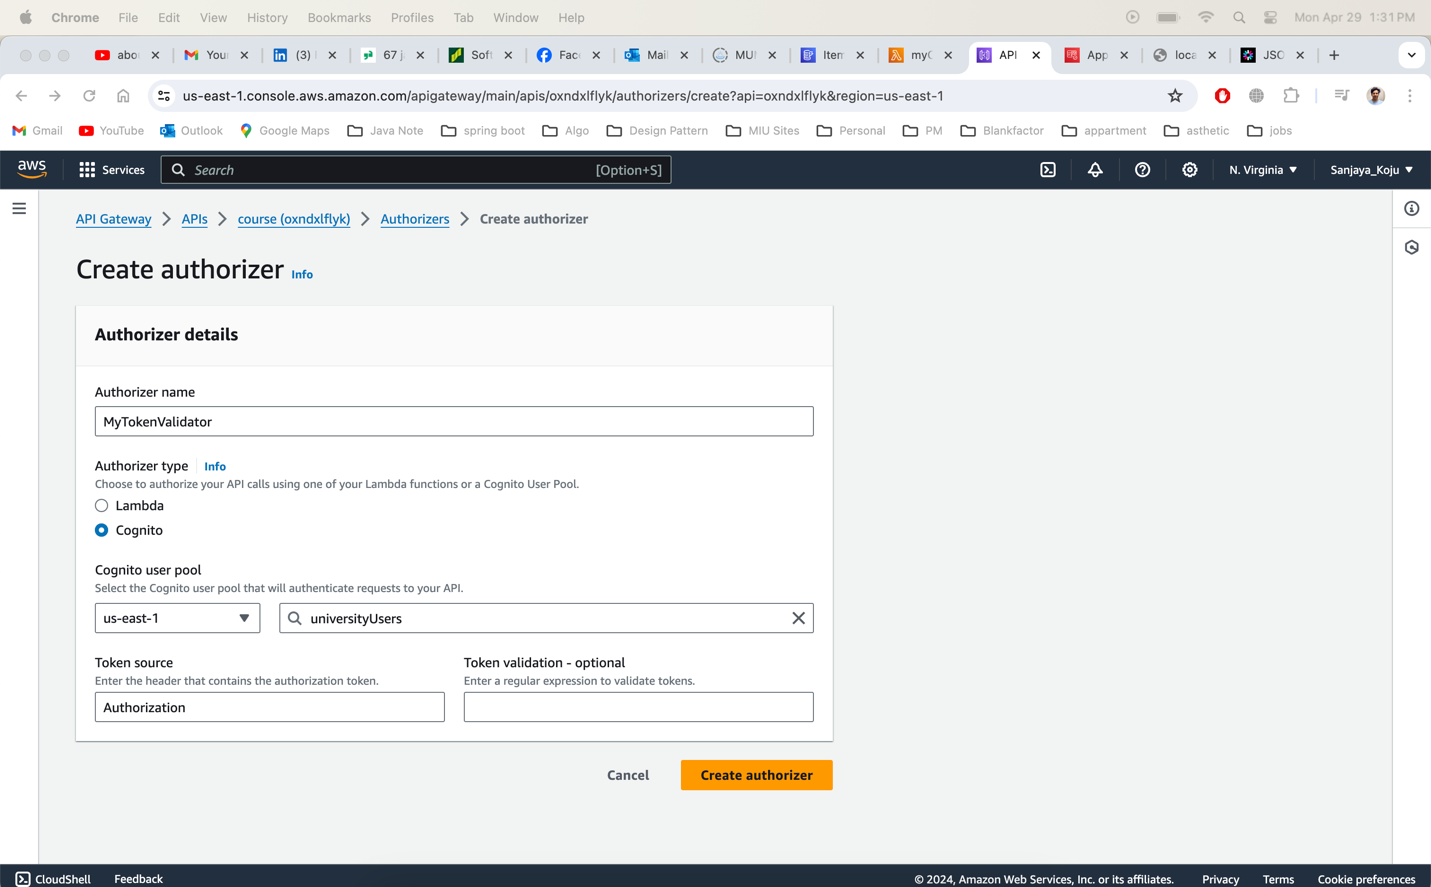 Chrome File Edit View History Bookmarks Profiles Tab Window Help Mon Apr 29 1:31 PM
abo You (3) 67 j Soft Face Mail MU Item my API App loca JSO
us-east-1.console.aws.amazon.com/apigateway/main/apis/oxndxlflyk/authorizers/create?api=oxndxlflyk&region=us-east-1
Gmail YouTube Outlook Google Maps Java Note spring boot Algo Design Pattern MIU Sites Personal PM Blankfactor appartment asthetic jobs
aws Services Search [Option+S] N. Virginia Sanjaya_Koju
API Gateway APIs course (oxndxlflyk) Authorizers Create authorizer
Create authorizer Info
Authorizer details
Authorizer name
MyTokenValidator
Authorizer type Info
Choose to authorize your API calls using one of your Lambda functions or a Cognito User Pool.
Lambda
Cognito
Cognito user pool
Select the Cognito user pool that will authenticate requests to your API.
us-east-1 universityUsers
Token source Token validation - optional
Enter the header that contains the authorization token. Enter a regular expression to validate tokens.
Authorization
Cancel Create authorizer
CloudShell Feedback © 2024, Amazon Web Services, Inc. or its affiliates. Privacy Terms Cookie preferences